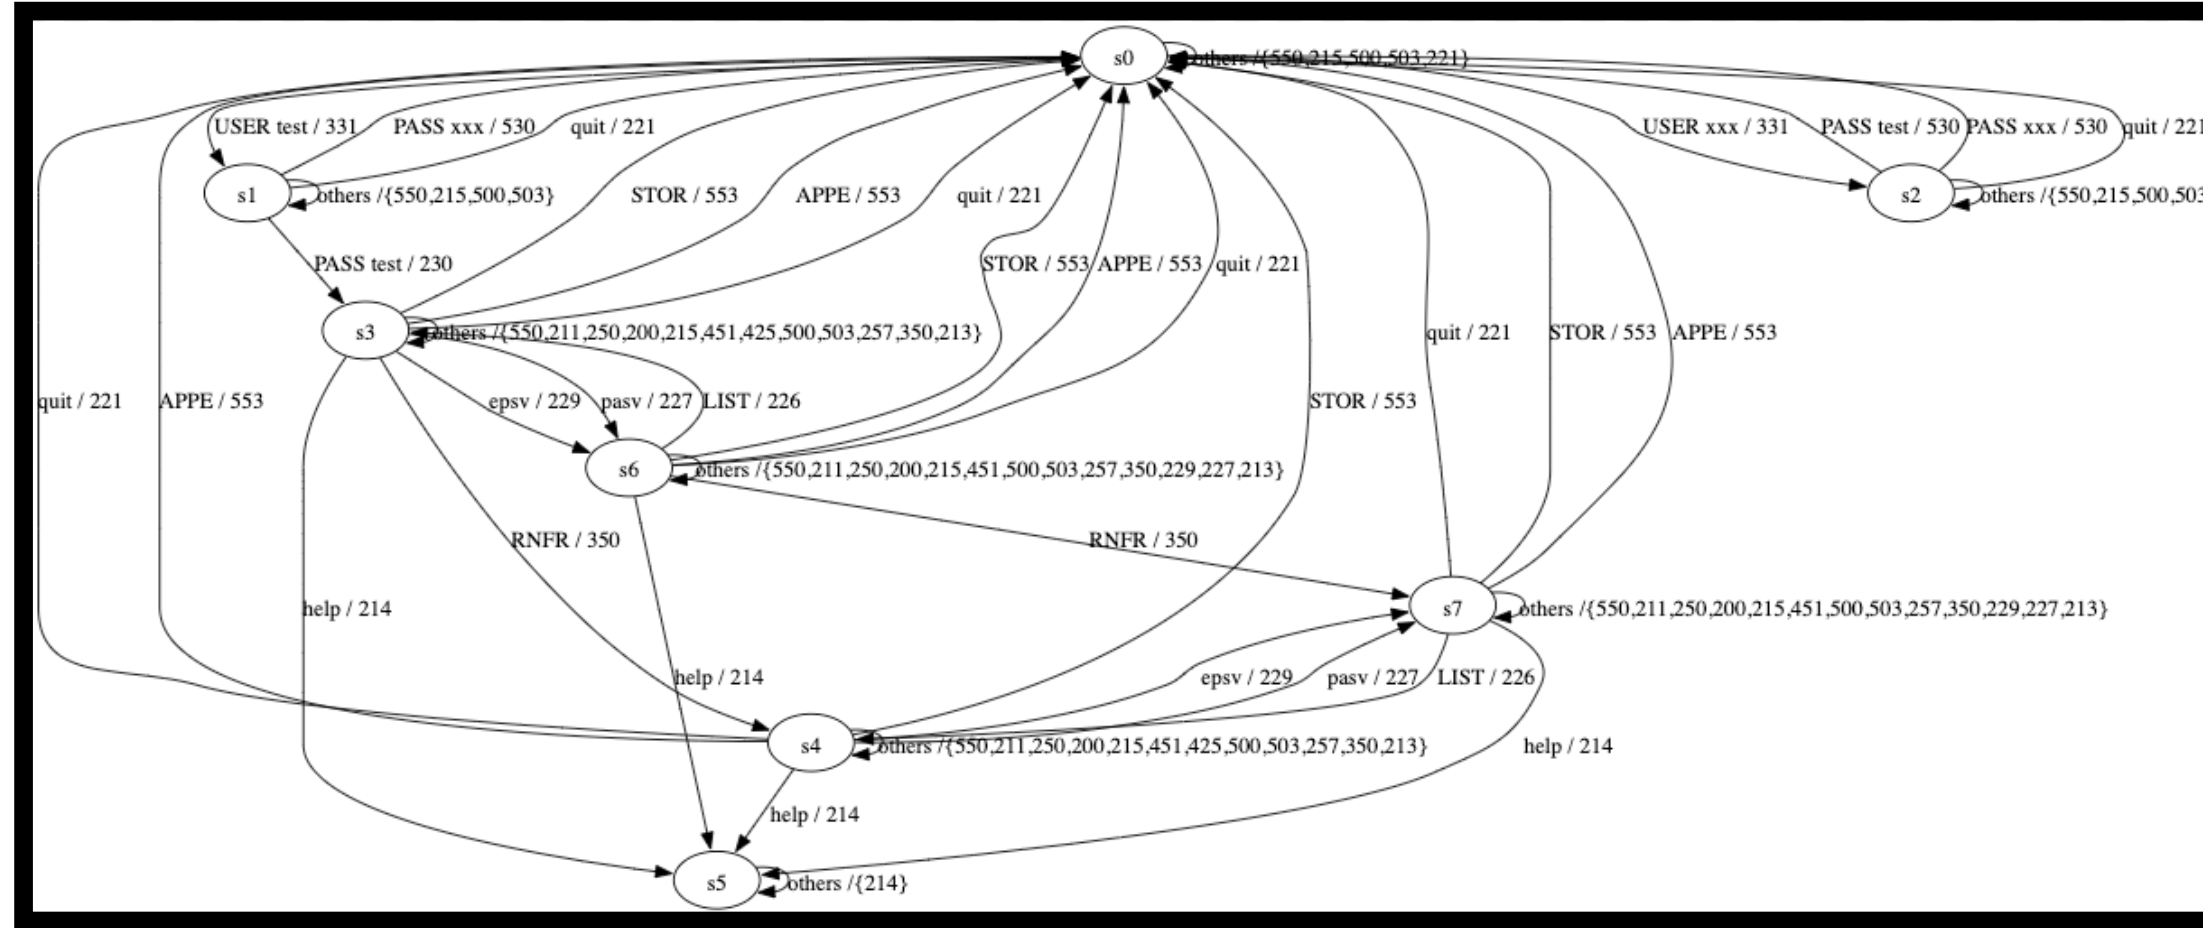 s0
others /{550,215,500,503,221}
USER test / 331
PASS xxx / 530
quit / 221
USER xxx / 331
PASS test / 530
PASS xxx / 530
quit / 221
s1
others /{550,215,500,503}
STOR / 553
APPE / 553
quit / 221
s2
others /{550,215,500,503
PASS test / 230
STOR / 553
APPE / 553
quit / 221
s3
others /{550,211,250,200,215,451,425,500,503,257,350,213}
quit / 221
STOR / 553
APPE / 553
quit / 221
APPE / 553
epsv / 229
pasv / 227
LIST / 226
STOR / 553
s6
others /{550,211,250,200,215,451,500,503,257,350,229,227,213}
RNFR / 350
RNFR / 350
help / 214
s7
others /{550,211,250,200,215,451,500,503,257,350,229,227,213}
help / 214
epsv / 229
pasv / 227
LIST / 226
s4
others /{550,211,250,200,215,451,425,500,503,257,350,213}
help / 214
help / 214
s5
others /{214}